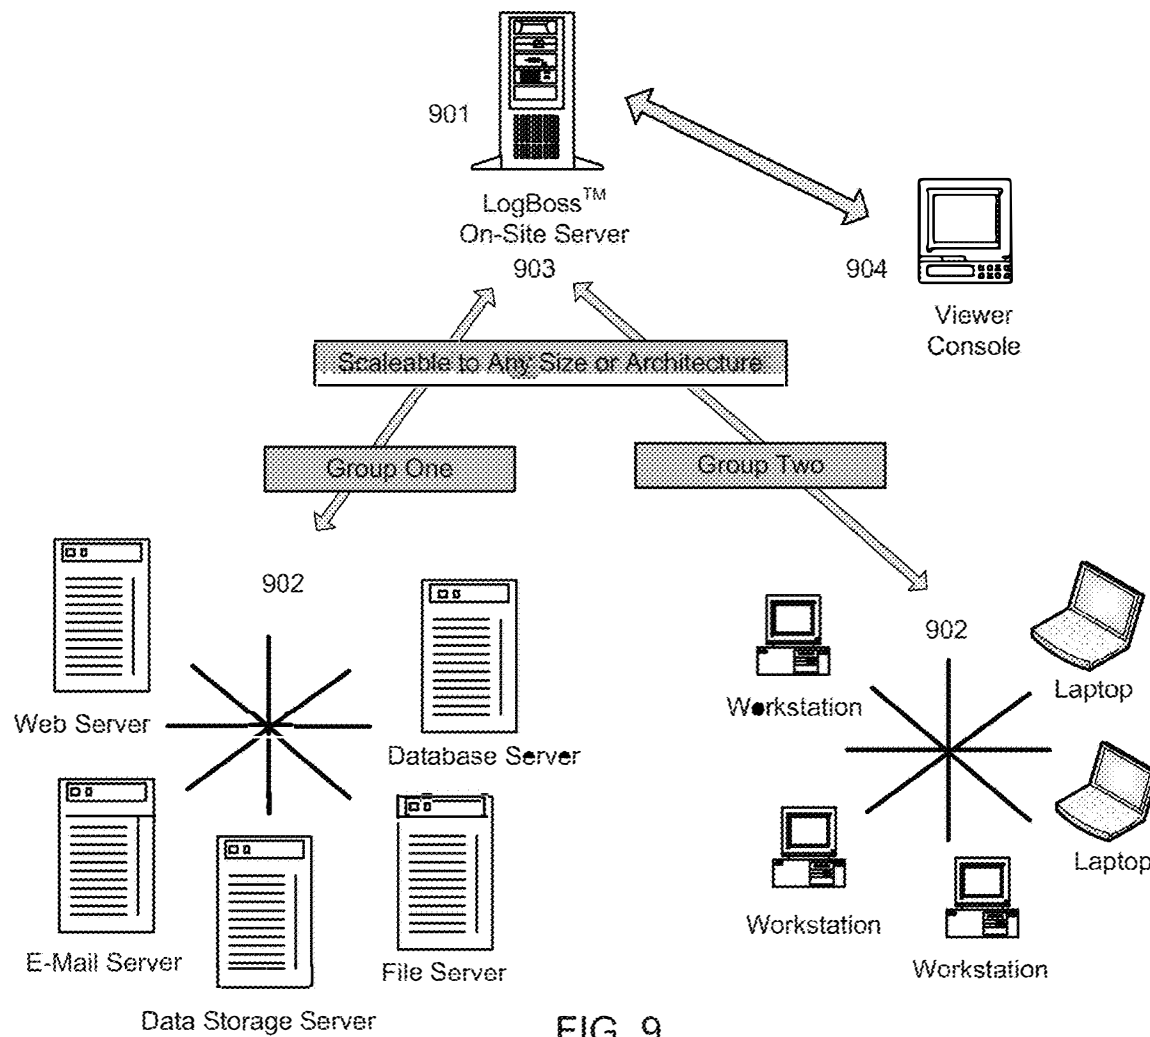 901
LogBoss™
On-Site Server
903
904
Viewer
Console
Scaleable to Any Size or Architecture
Group One
Group Two
902
902
Web Server
Database Server
Workstation
Laptop
E-Mail Server
Data Storage Server
File Server
Workstation
Workstation
Laptop
FIG. 9